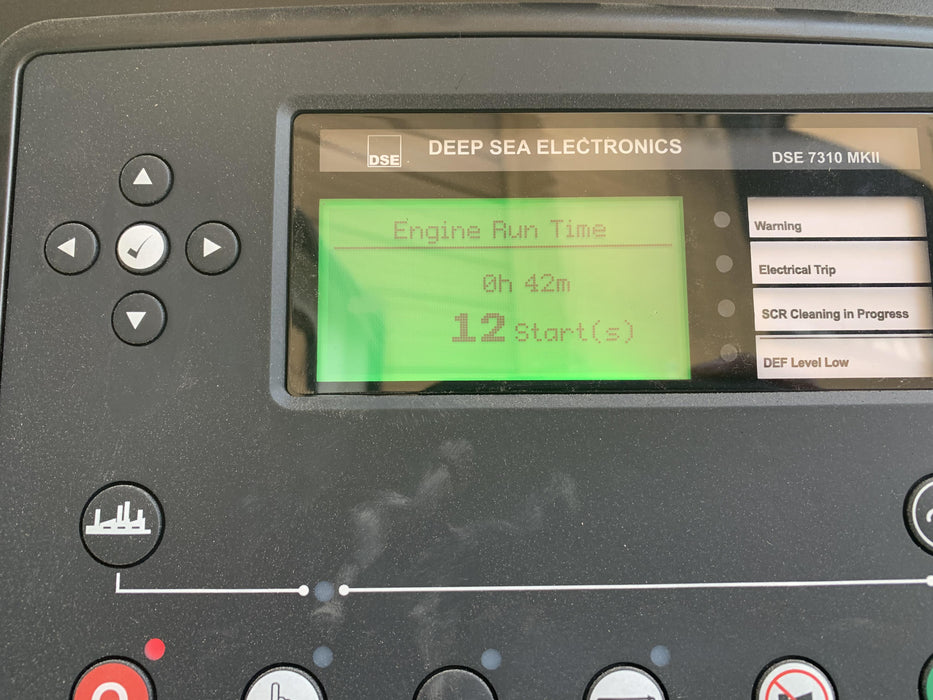 DSE
DEEP SEA ELECTRONICS
DSE 7310 MKII
Engine Run Time
0h 42m
12 Start(s)
Warning
Electrical Trip
SCR Cleaning in Progress
DEF Level Low